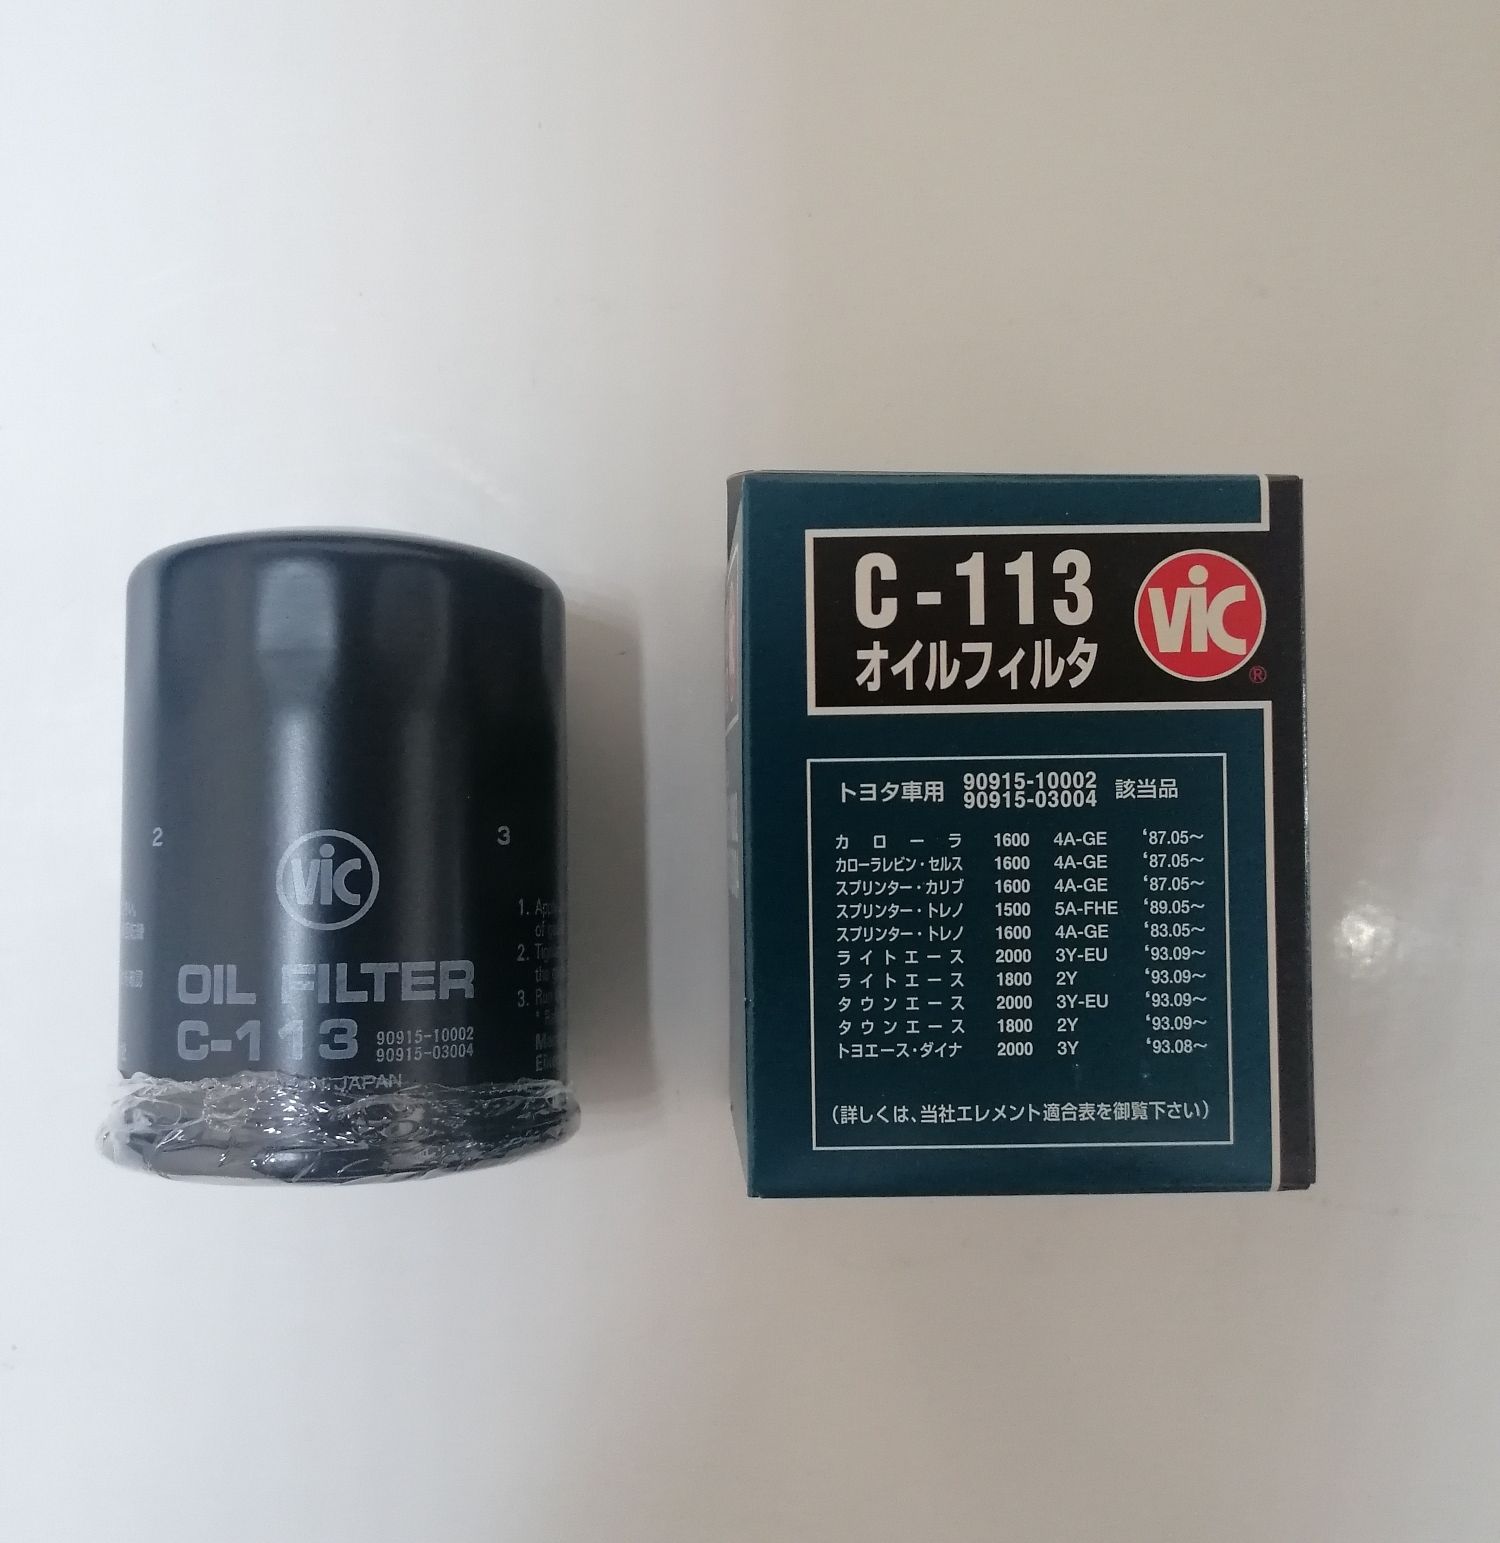 2
3
ViC
OIL FILTER
C-113
90915-10002
90915-03004
JAPAN
1.
2.
3.
C-113
オイルフィルタ
ViC
®
トヨタ車用 90915-10002 該当品
90915-03004
カローラ 1600 4A-GE '87.05〜
カローラレビン・セルス 1600 4A-GE '87.05〜
スプリンター・カリブ 1600 4A-GE '87.05〜
スプリンター・トレノ 1500 5A-FHE '89.05〜
スプリンター・トレノ 1600 4A-GE '83.05〜
ライトエース 2000 3Y-EU '93.09〜
ライトエース 1800 2Y '93.09〜
タウンエース 2000 3Y-EU '93.09〜
タウンエース 1800 2Y '93.09〜
トヨエース・ダイナ 2000 3Y '93.08〜
(詳しくは、当社エレメント適合表を御覧下さい)